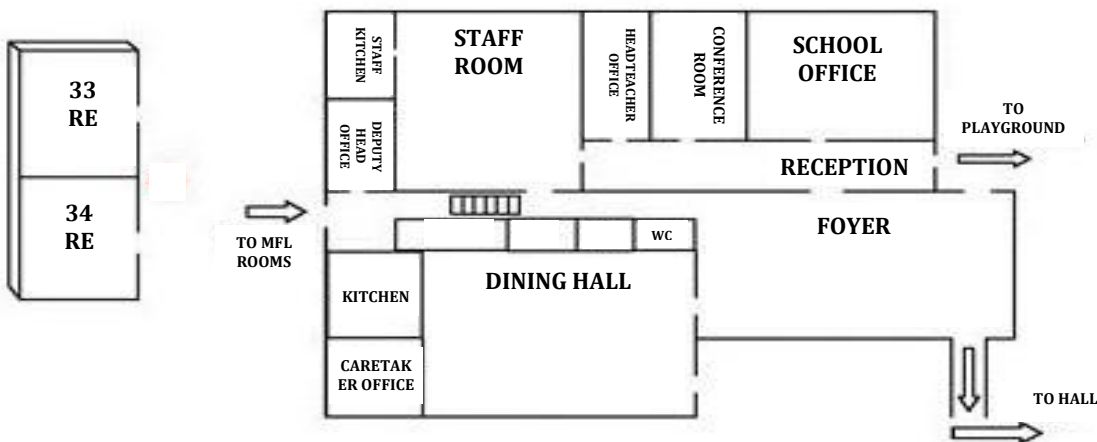 33
RE
34
RE
STAFF
KITCHEN
DEPUTY
HEAD
OFFICE
STAFF
ROOM
HEADTEACHER
OFFICE
CONFERENCE
ROOM
SCHOOL
OFFICE
TO
PLAYGROUND
RECEPTION
TO MFL
ROOMS
FOYER
WC
DINING HALL
KITCHEN
CARETAK
ER OFFICE
TO HALL